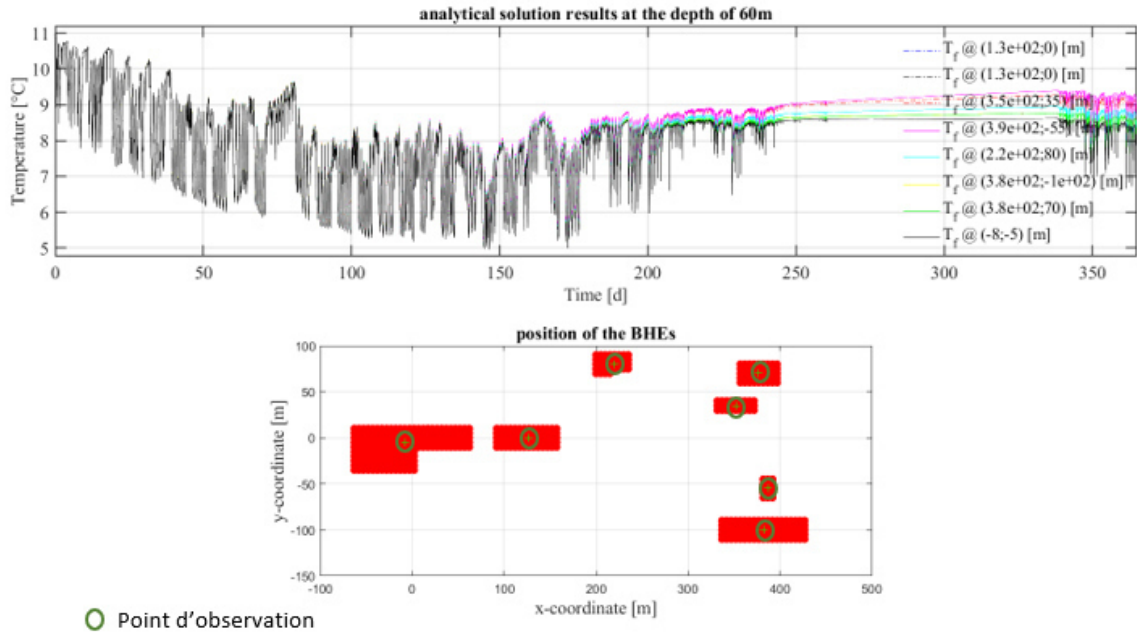 analytical solution results at the depth of 60m
Temperature [°C]
11
10
9
8
7
6
5
T_f @ (1.3e+02;0) [m]
T_f @ (1.3e+02;0) [m]
T_f @ (3.5e+02;35) [m]
T_f @ (3.9e+02;-55) [m]
T_f @ (2.2e+02;80) [m]
T_f @ (3.8e+02;-1e+02) [m]
T_f @ (3.8e+02;70) [m]
T_f @ (-8;-5) [m]
0 50 100 150 200 250 300 350
Time [d]
position of the BHEs
y-coordinate [m]
100
50
0
-50
-100
-150
-100 0 100 200 300 400 500
x-coordinate [m]
Point d'observation